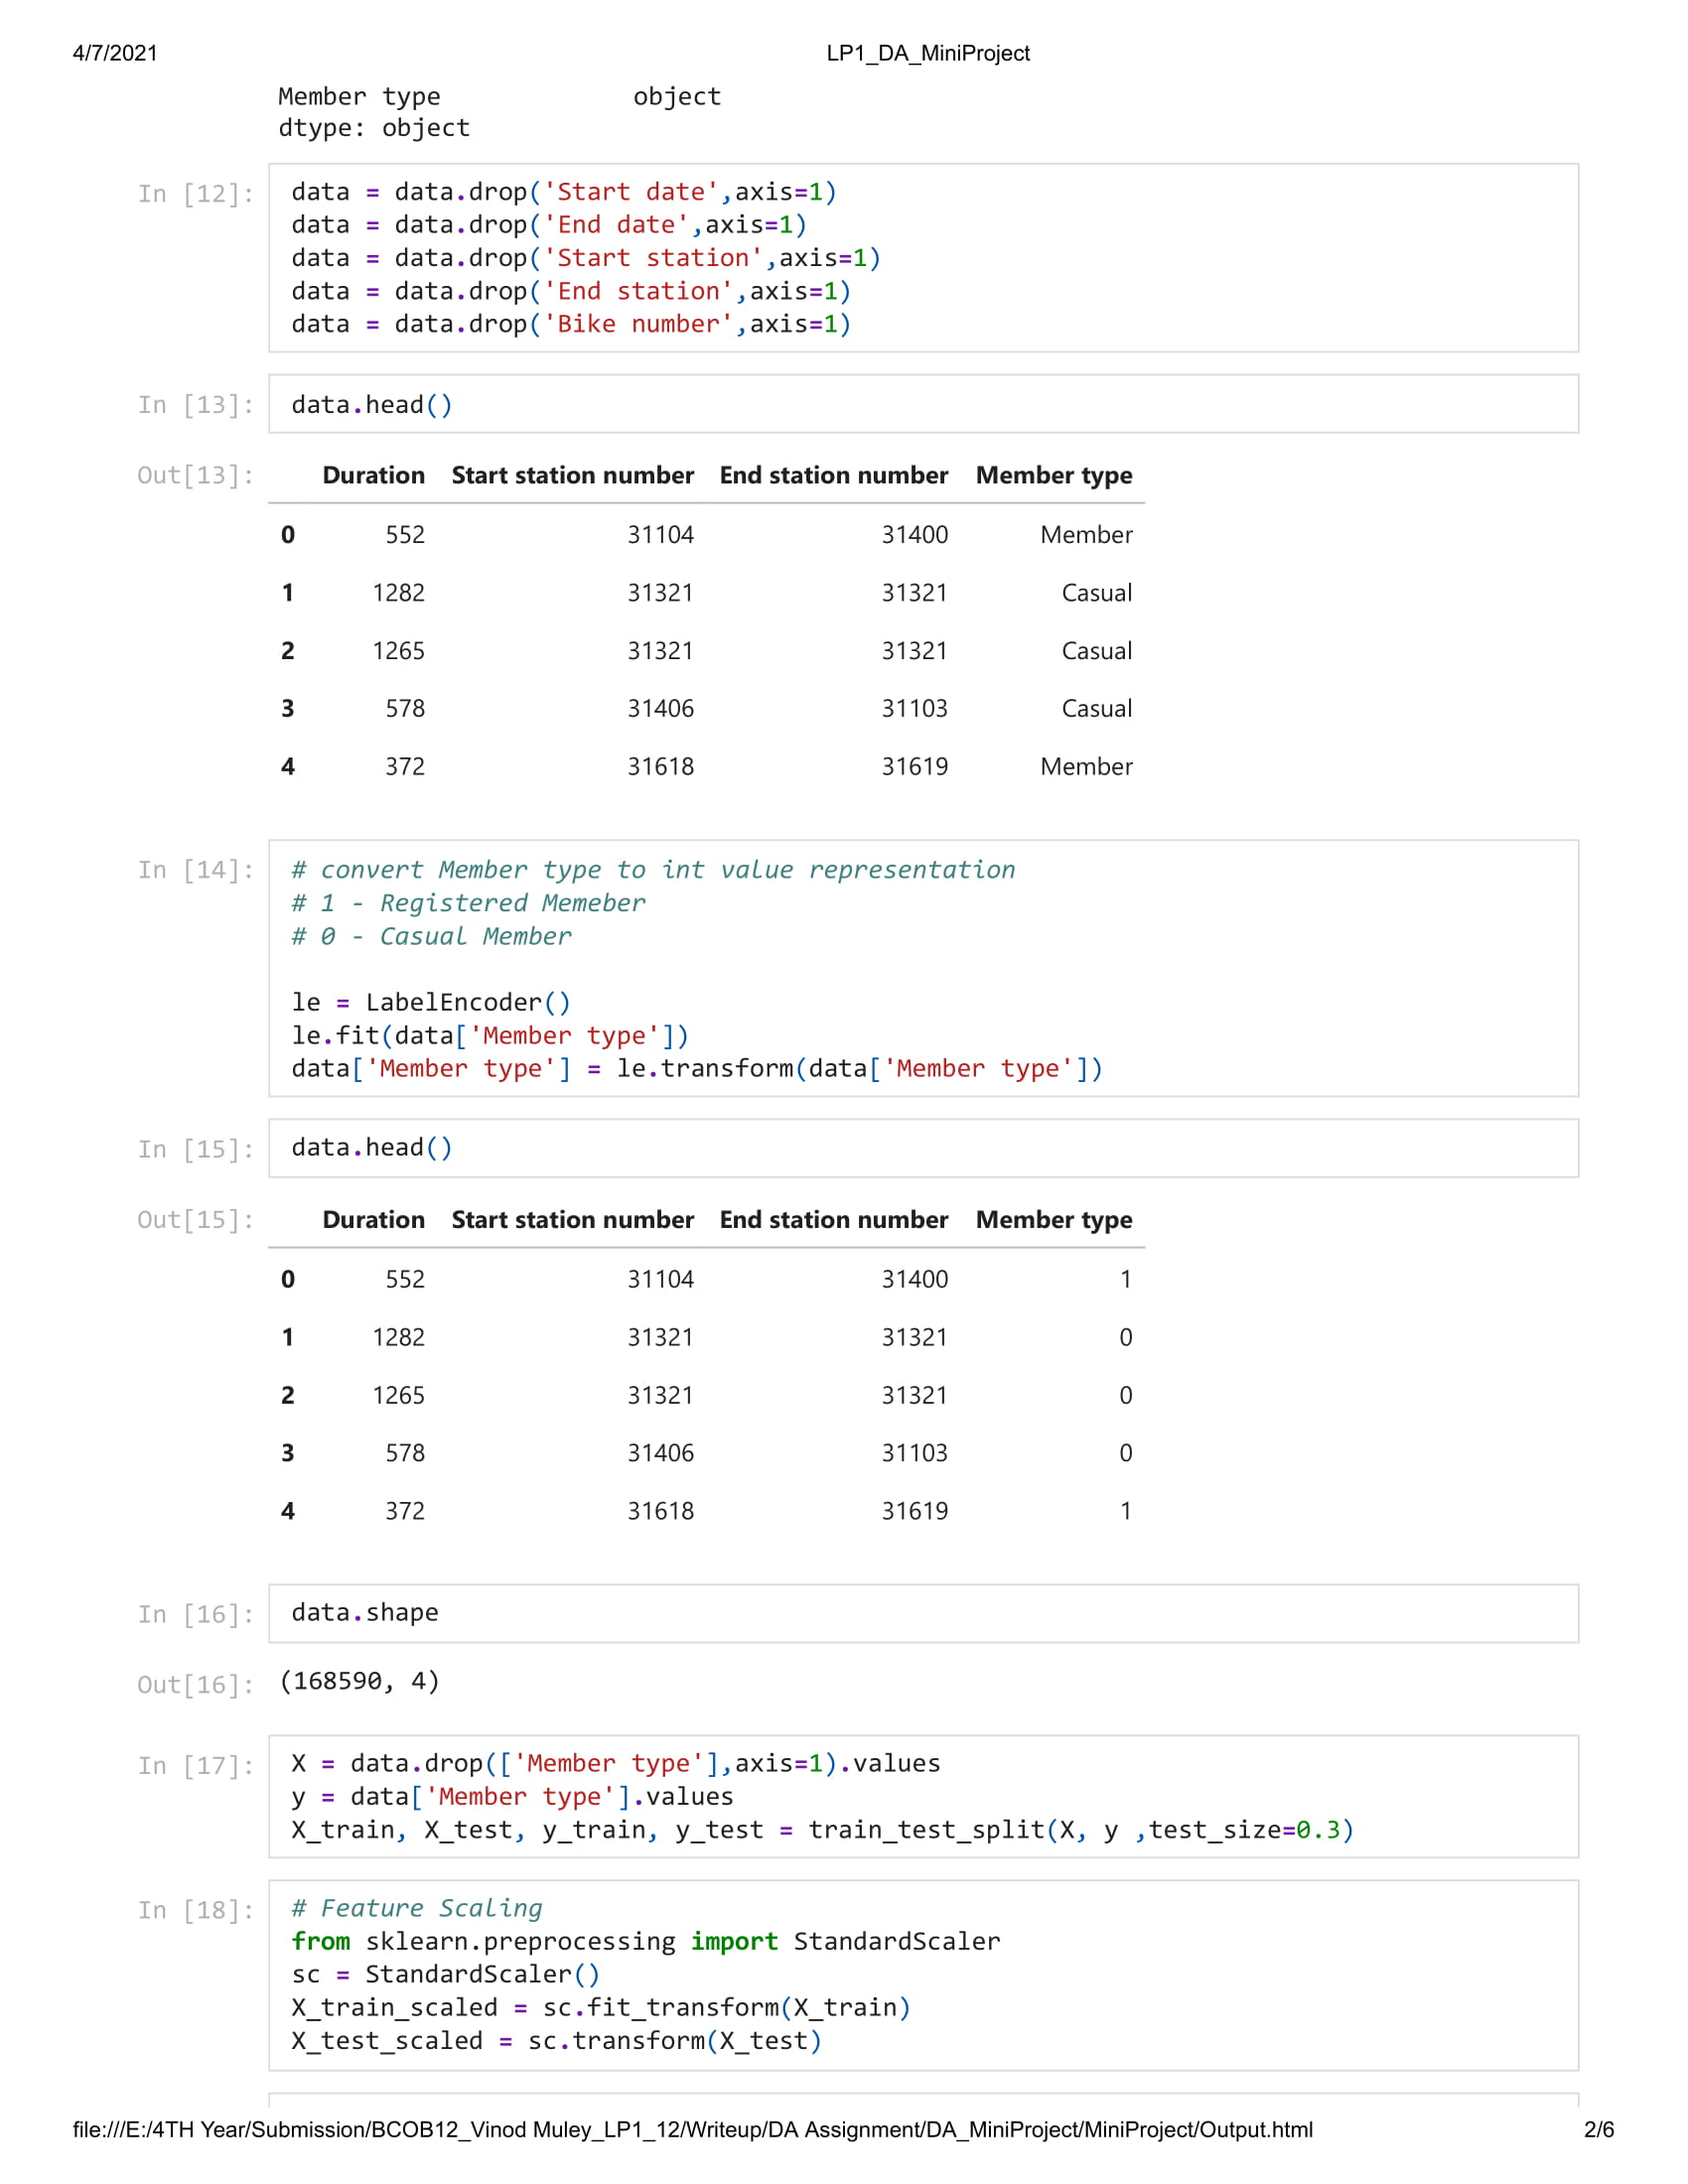 4/7/2021 LP1_DA_MiniProject
Member type object
dtype: object
In [12]: data = data.drop('Start date',axis=1)
data = data.drop('End date',axis=1)
data = data.drop('Start station',axis=1)
data = data.drop('End station',axis=1)
data = data.drop('Bike number',axis=1)
In [13]: data.head()
Out[13]: Duration Start station number End station number Member type
0 552 31104 31400 Member
1 1282 31321 31321 Casual
2 1265 31321 31321 Casual
3 578 31406 31103 Casual
4 372 31618 31619 Member
In [14]: # convert Member type to int value representation
# 1 - Registered Memeber
# 0 - Casual Member
le = LabelEncoder()
le.fit(data['Member type'])
data['Member type'] = le.transform(data['Member type'])
In [15]: data.head()
Out[15]: Duration Start station number End station number Member type
0 552 31104 31400 1
1 1282 31321 31321 0
2 1265 31321 31321 0
3 578 31406 31103 0
4 372 31618 31619 1
In [16]: data.shape
Out[16]: (168590, 4)
In [17]: X = data.drop(['Member type'],axis=1).values
y = data['Member type'].values
X_train, X_test, y_train, y_test = train_test_split(X, y ,test_size=0.3)
In [18]: # Feature Scaling
from sklearn.preprocessing import StandardScaler
sc = StandardScaler()
X_train_scaled = sc.fit_transform(X_train)
X_test_scaled = sc.transform(X_test)
file:///E:/4TH Year/Submission/BCOB12_Vinod Muley_LP1_12/Writeup/DA Assignment/DA_MiniProject/MiniProject/Output.html 2/6